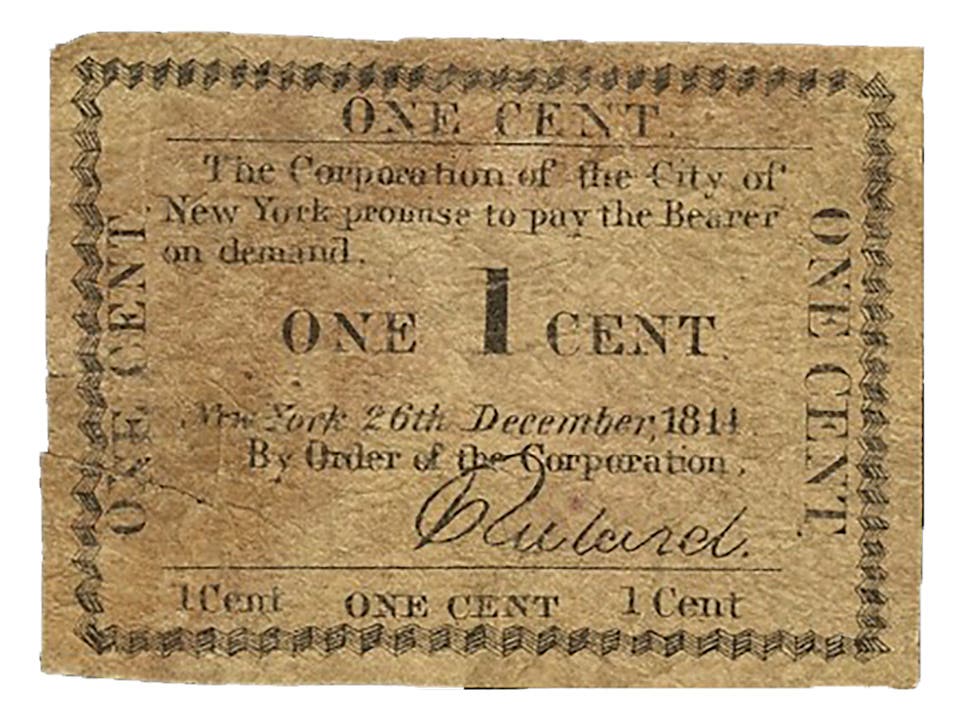 ONE CENT.
The Corporation of the City of
New York promise to pay the Bearer
on demand.
ONE 1 CENT.
New York 26th December, 1814
By Order of the Corporation.
1 Cent ONE CENT 1 Cent
ONE CENT
ONE CENT